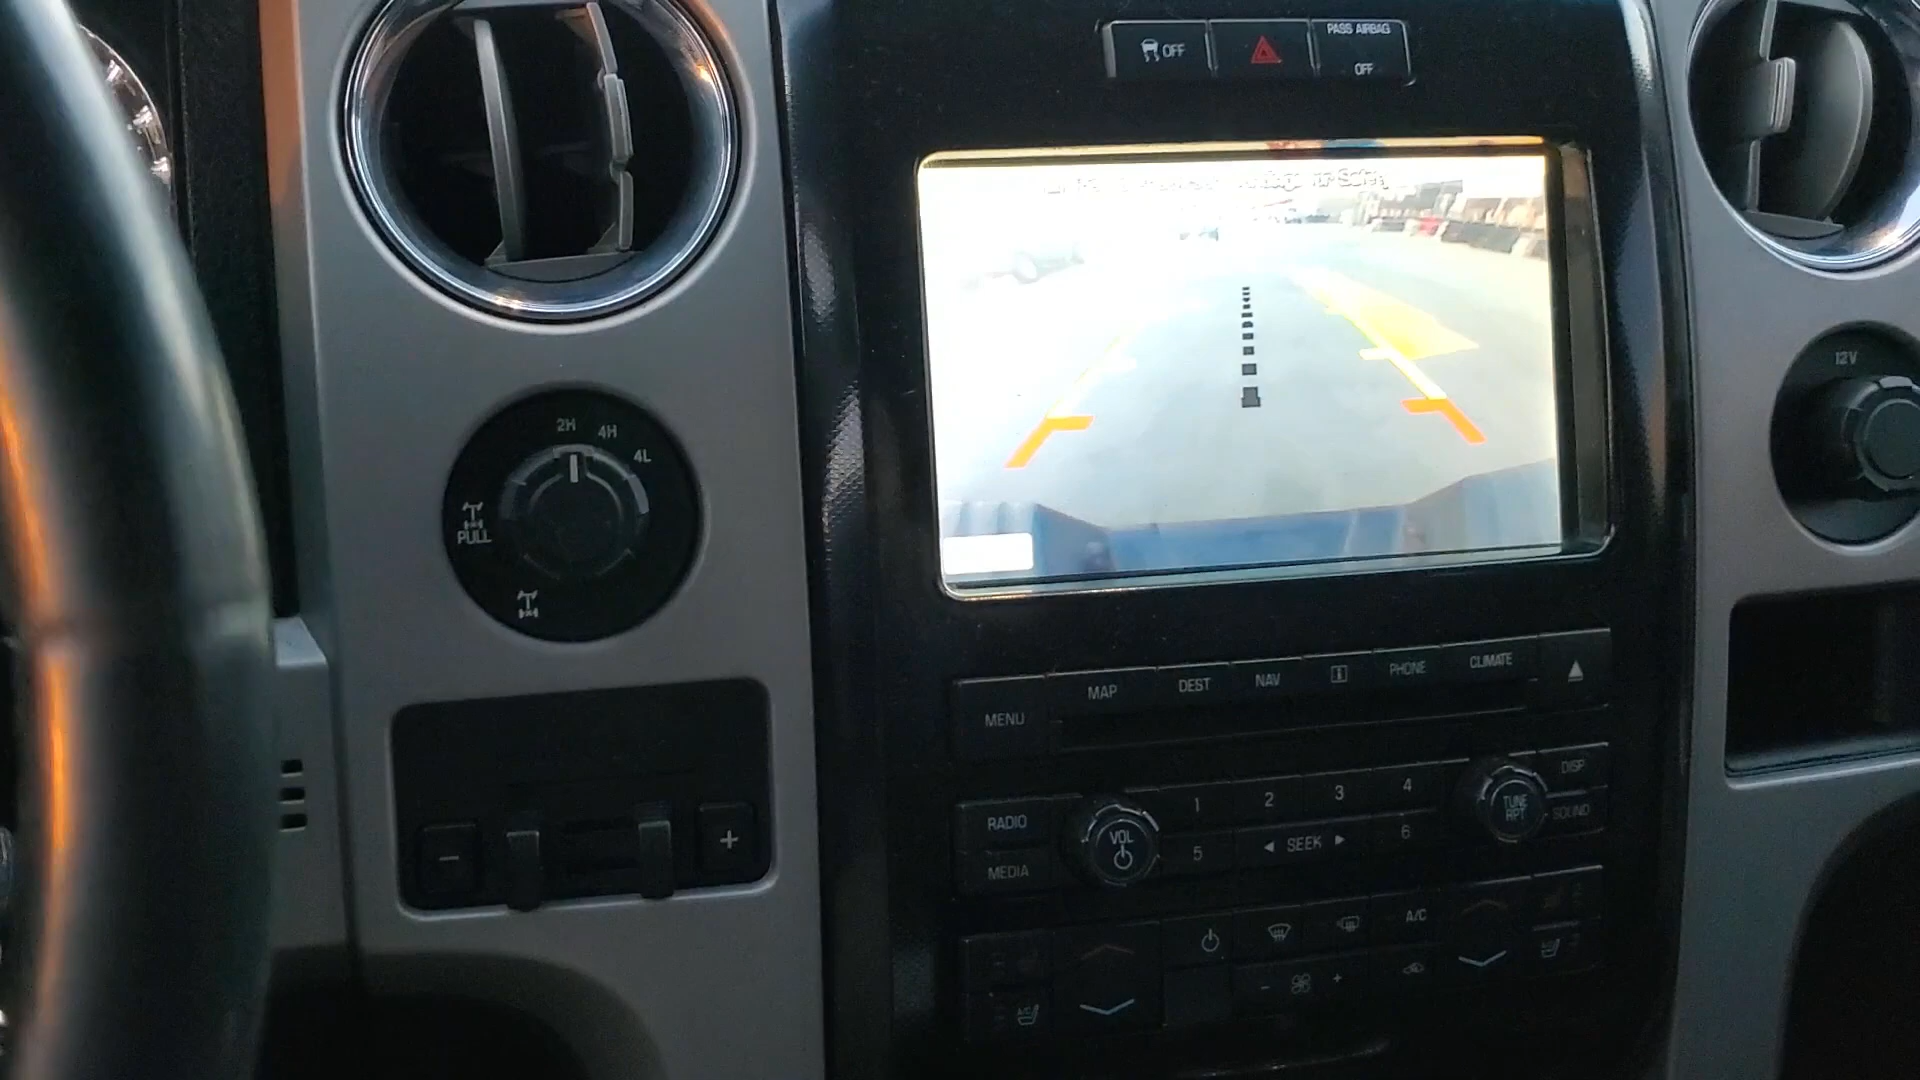 OFF
PASS AIRBAG
OFF
Safety
2H
4H
4L
PULL
12V
MAP
DEST
NAV
i
PHONE
CLIMATE
MENU
RADIO
MEDIA
VOL
1
2
3
4
5
SEEK
6
TUNE
RPT
DISP
SOUND
-
+
A/C
-
+
A/C